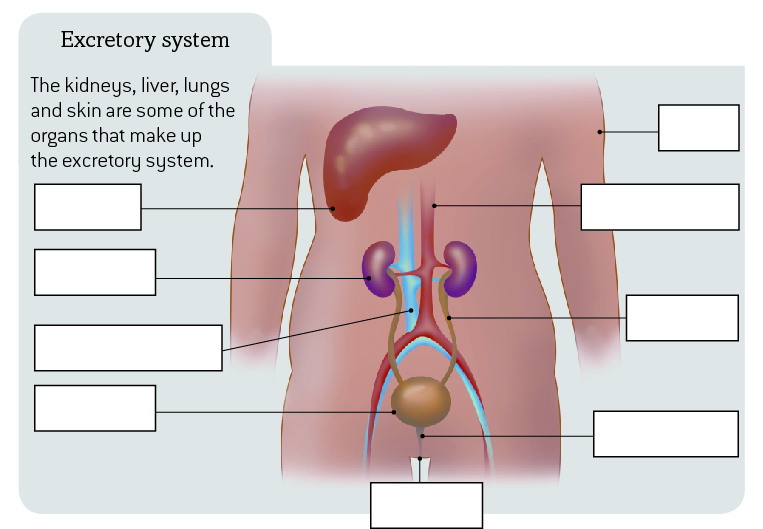 Excretory system
The kidneys, liver, lungs
and skin are some of the
organs that make up
the excretory system.